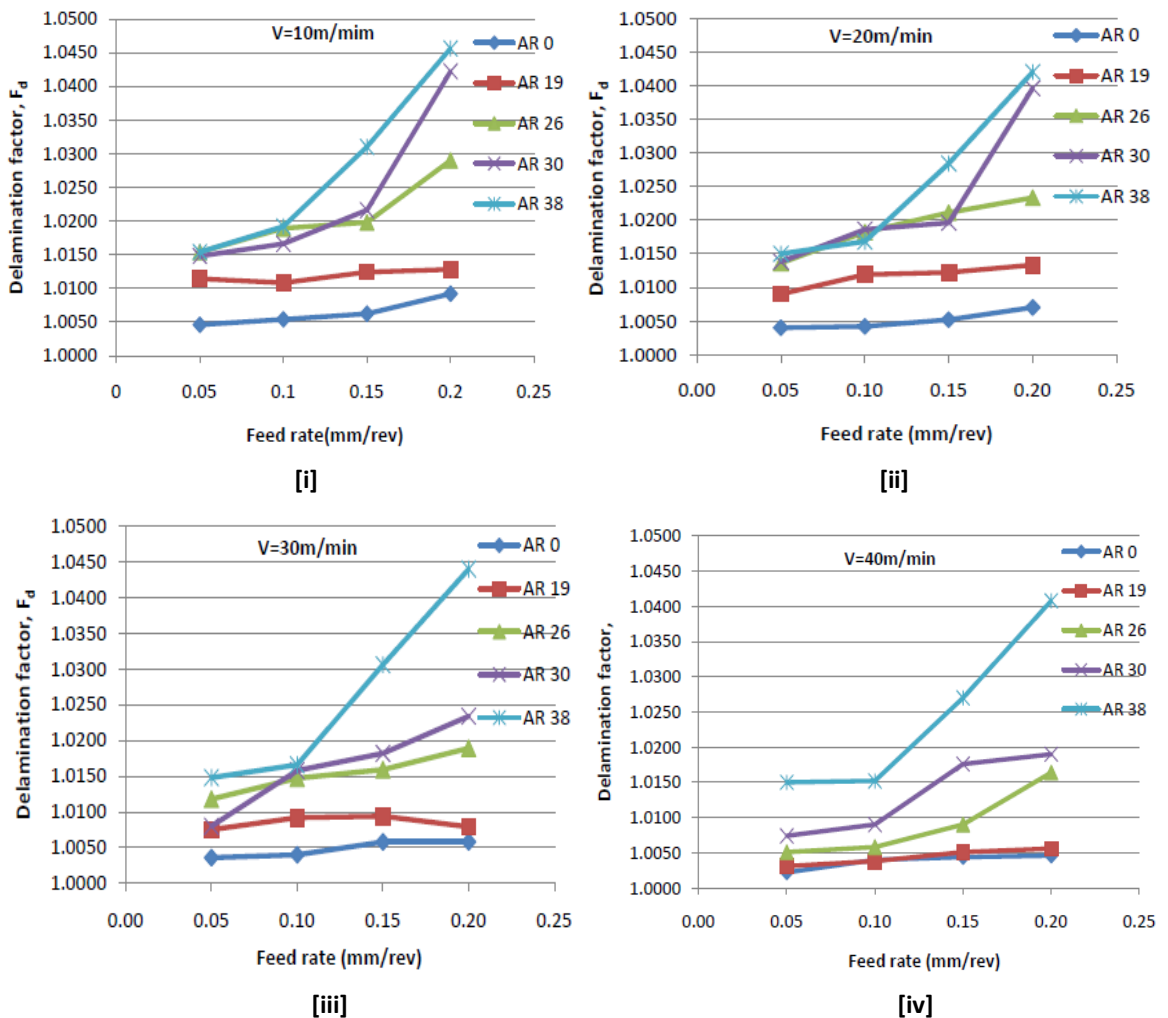 V=10m/mim
Delamination factor, Fd
1.0500
1.0450
1.0400
1.0350
1.0300
1.0250
1.0200
1.0150
1.0100
1.0050
1.0000
0
0.05
0.1
0.15
0.2
0.25
Feed rate(mm/rev)
AR 0
AR 19
AR 26
AR 30
AR 38
[i]
V=20m/min
Delamination factor, Fd
1.0500
1.0450
1.0400
1.0350
1.0300
1.0250
1.0200
1.0150
1.0100
1.0050
1.0000
0.00
0.05
0.10
0.15
0.20
0.25
Feed rate (mm/rev)
AR 0
AR 19
AR 26
AR 30
AR 38
[ii]
V=30m/min
Delamination factor, Fd
1.0500
1.0450
1.0400
1.0350
1.0300
1.0250
1.0200
1.0150
1.0100
1.0050
1.0000
0.00
0.05
0.10
0.15
0.20
0.25
Feed rate (mm/rev)
AR 0
AR 19
AR 26
AR 30
AR 38
[iii]
V=40m/min
Delamination factor,
1.0500
1.0450
1.0400
1.0350
1.0300
1.0250
1.0200
1.0150
1.0100
1.0050
1.0000
0.00
0.05
0.10
0.15
0.20
0.25
Feed rate (mm/rev)
AR 0
AR 19
AR 26
AR 30
AR 38
[iv]